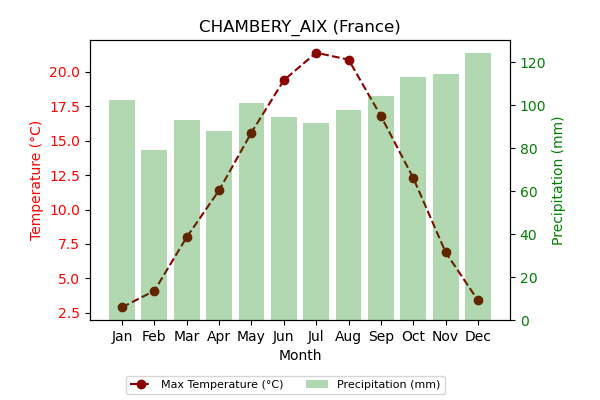 CHAMBERY_AIX (France)
Temperature (°C)
20.0
17.5
15.0
12.5
10.0
7.5
5.0
2.5
120
100
80
60
40
20
0
Precipitation (mm)
Jan Feb Mar Apr May Jun Jul Aug Sep Oct Nov Dec
Month
Max Temperature (°C) Precipitation (mm)